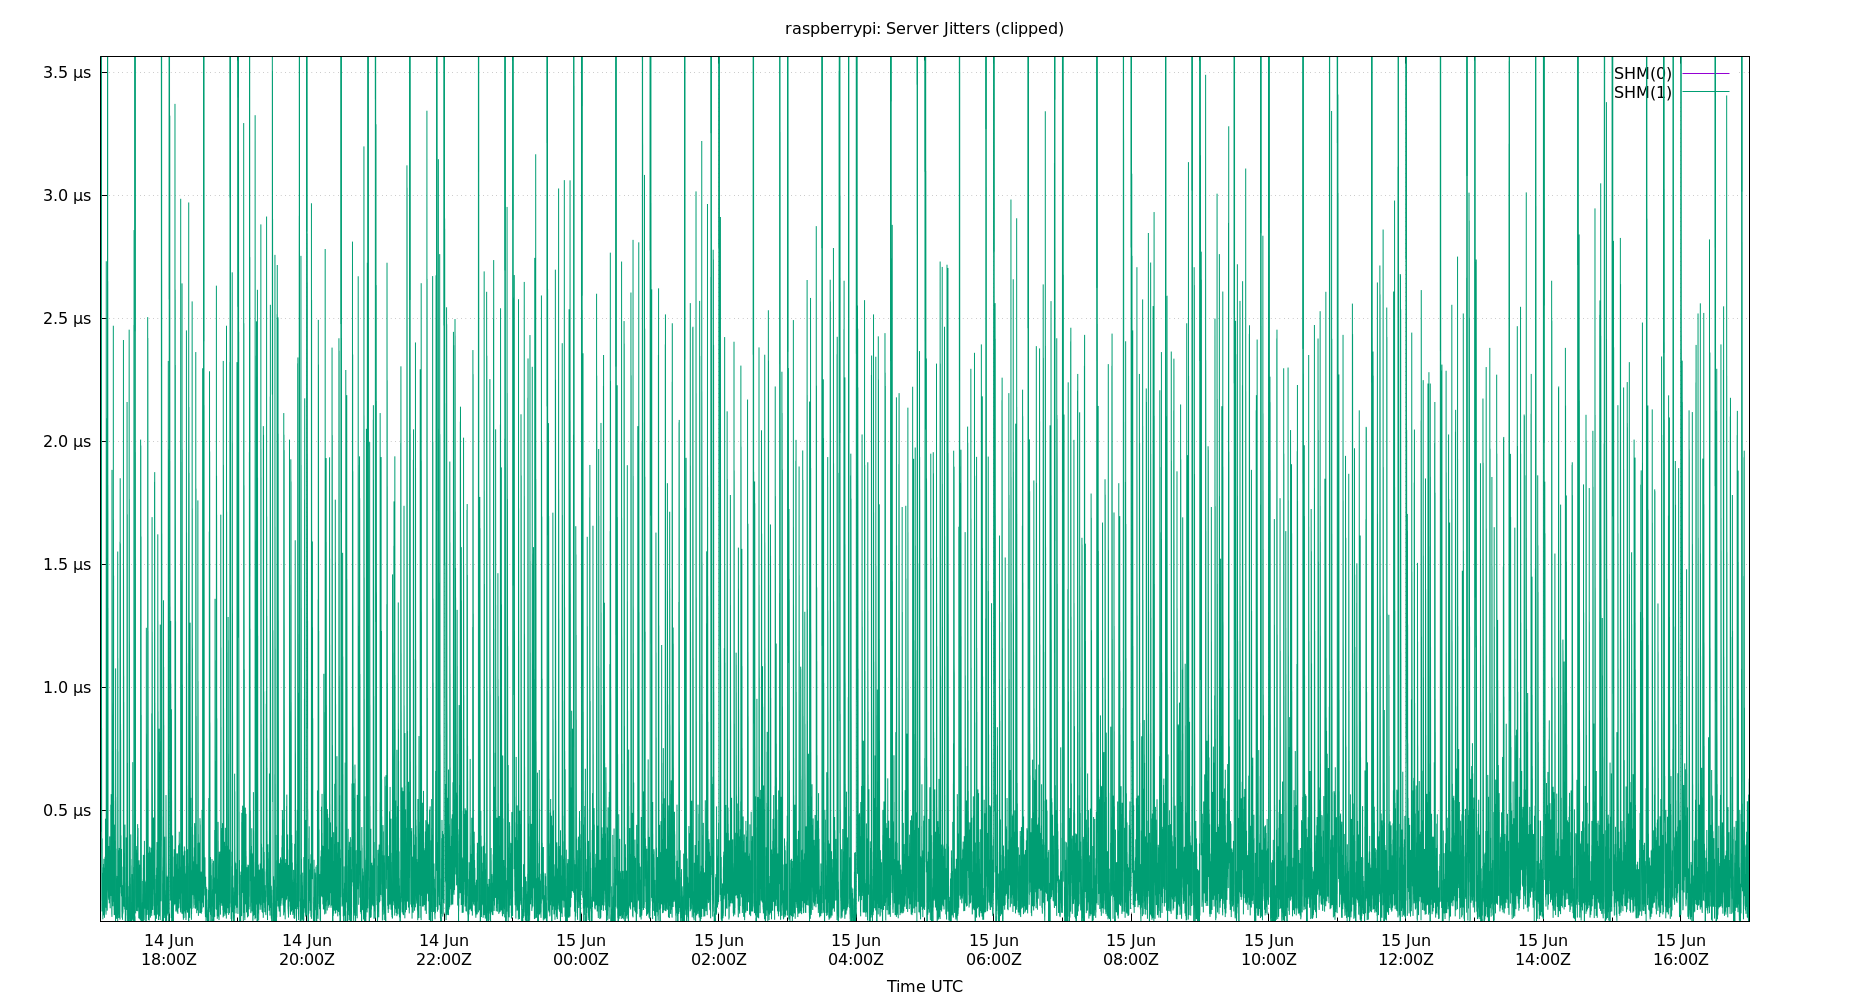 raspberrypi: Server Jitters (clipped)
3.5 µs
3.0 µs
2.5 µs
2.0 µs
1.5 µs
1.0 µs
0.5 µs
SHM(0)
SHM(1)
14 Jun 14 Jun 14 Jun 15 Jun 15 Jun 15 Jun 15 Jun 15 Jun 15 Jun 15 Jun 15 Jun 15 Jun
18:00Z 20:00Z 22:00Z 00:00Z 02:00Z 04:00Z 06:00Z 08:00Z 10:00Z 12:00Z 14:00Z 16:00Z
Time UTC